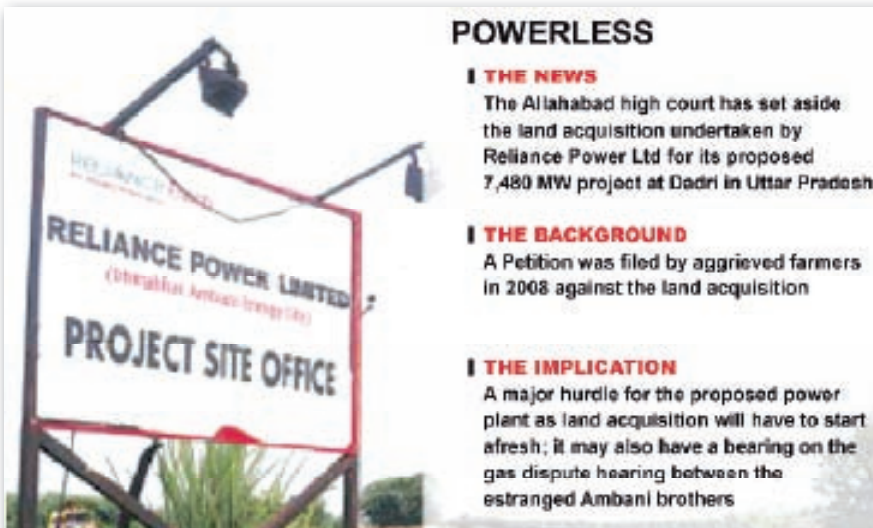 RELIANCE POWER LIMITED
(Dhirubhai Ambani Energy City)
PROJECT SITE OFFICE
POWERLESS
THE NEWS
The Allahabad high court has set aside
the land acquisition undertaken by
Reliance Power Ltd for its proposed
7,480 MW project at Dadri in Uttar Pradesh
THE BACKGROUND
A Petition was filed by aggrieved farmers
in 2008 against the land acquisition
THE IMPLICATION
A major hurdle for the proposed power
plant as land acquisition will have to start
afresh; it may also have a bearing on the
gas dispute hearing between the
estranged Ambani brothers